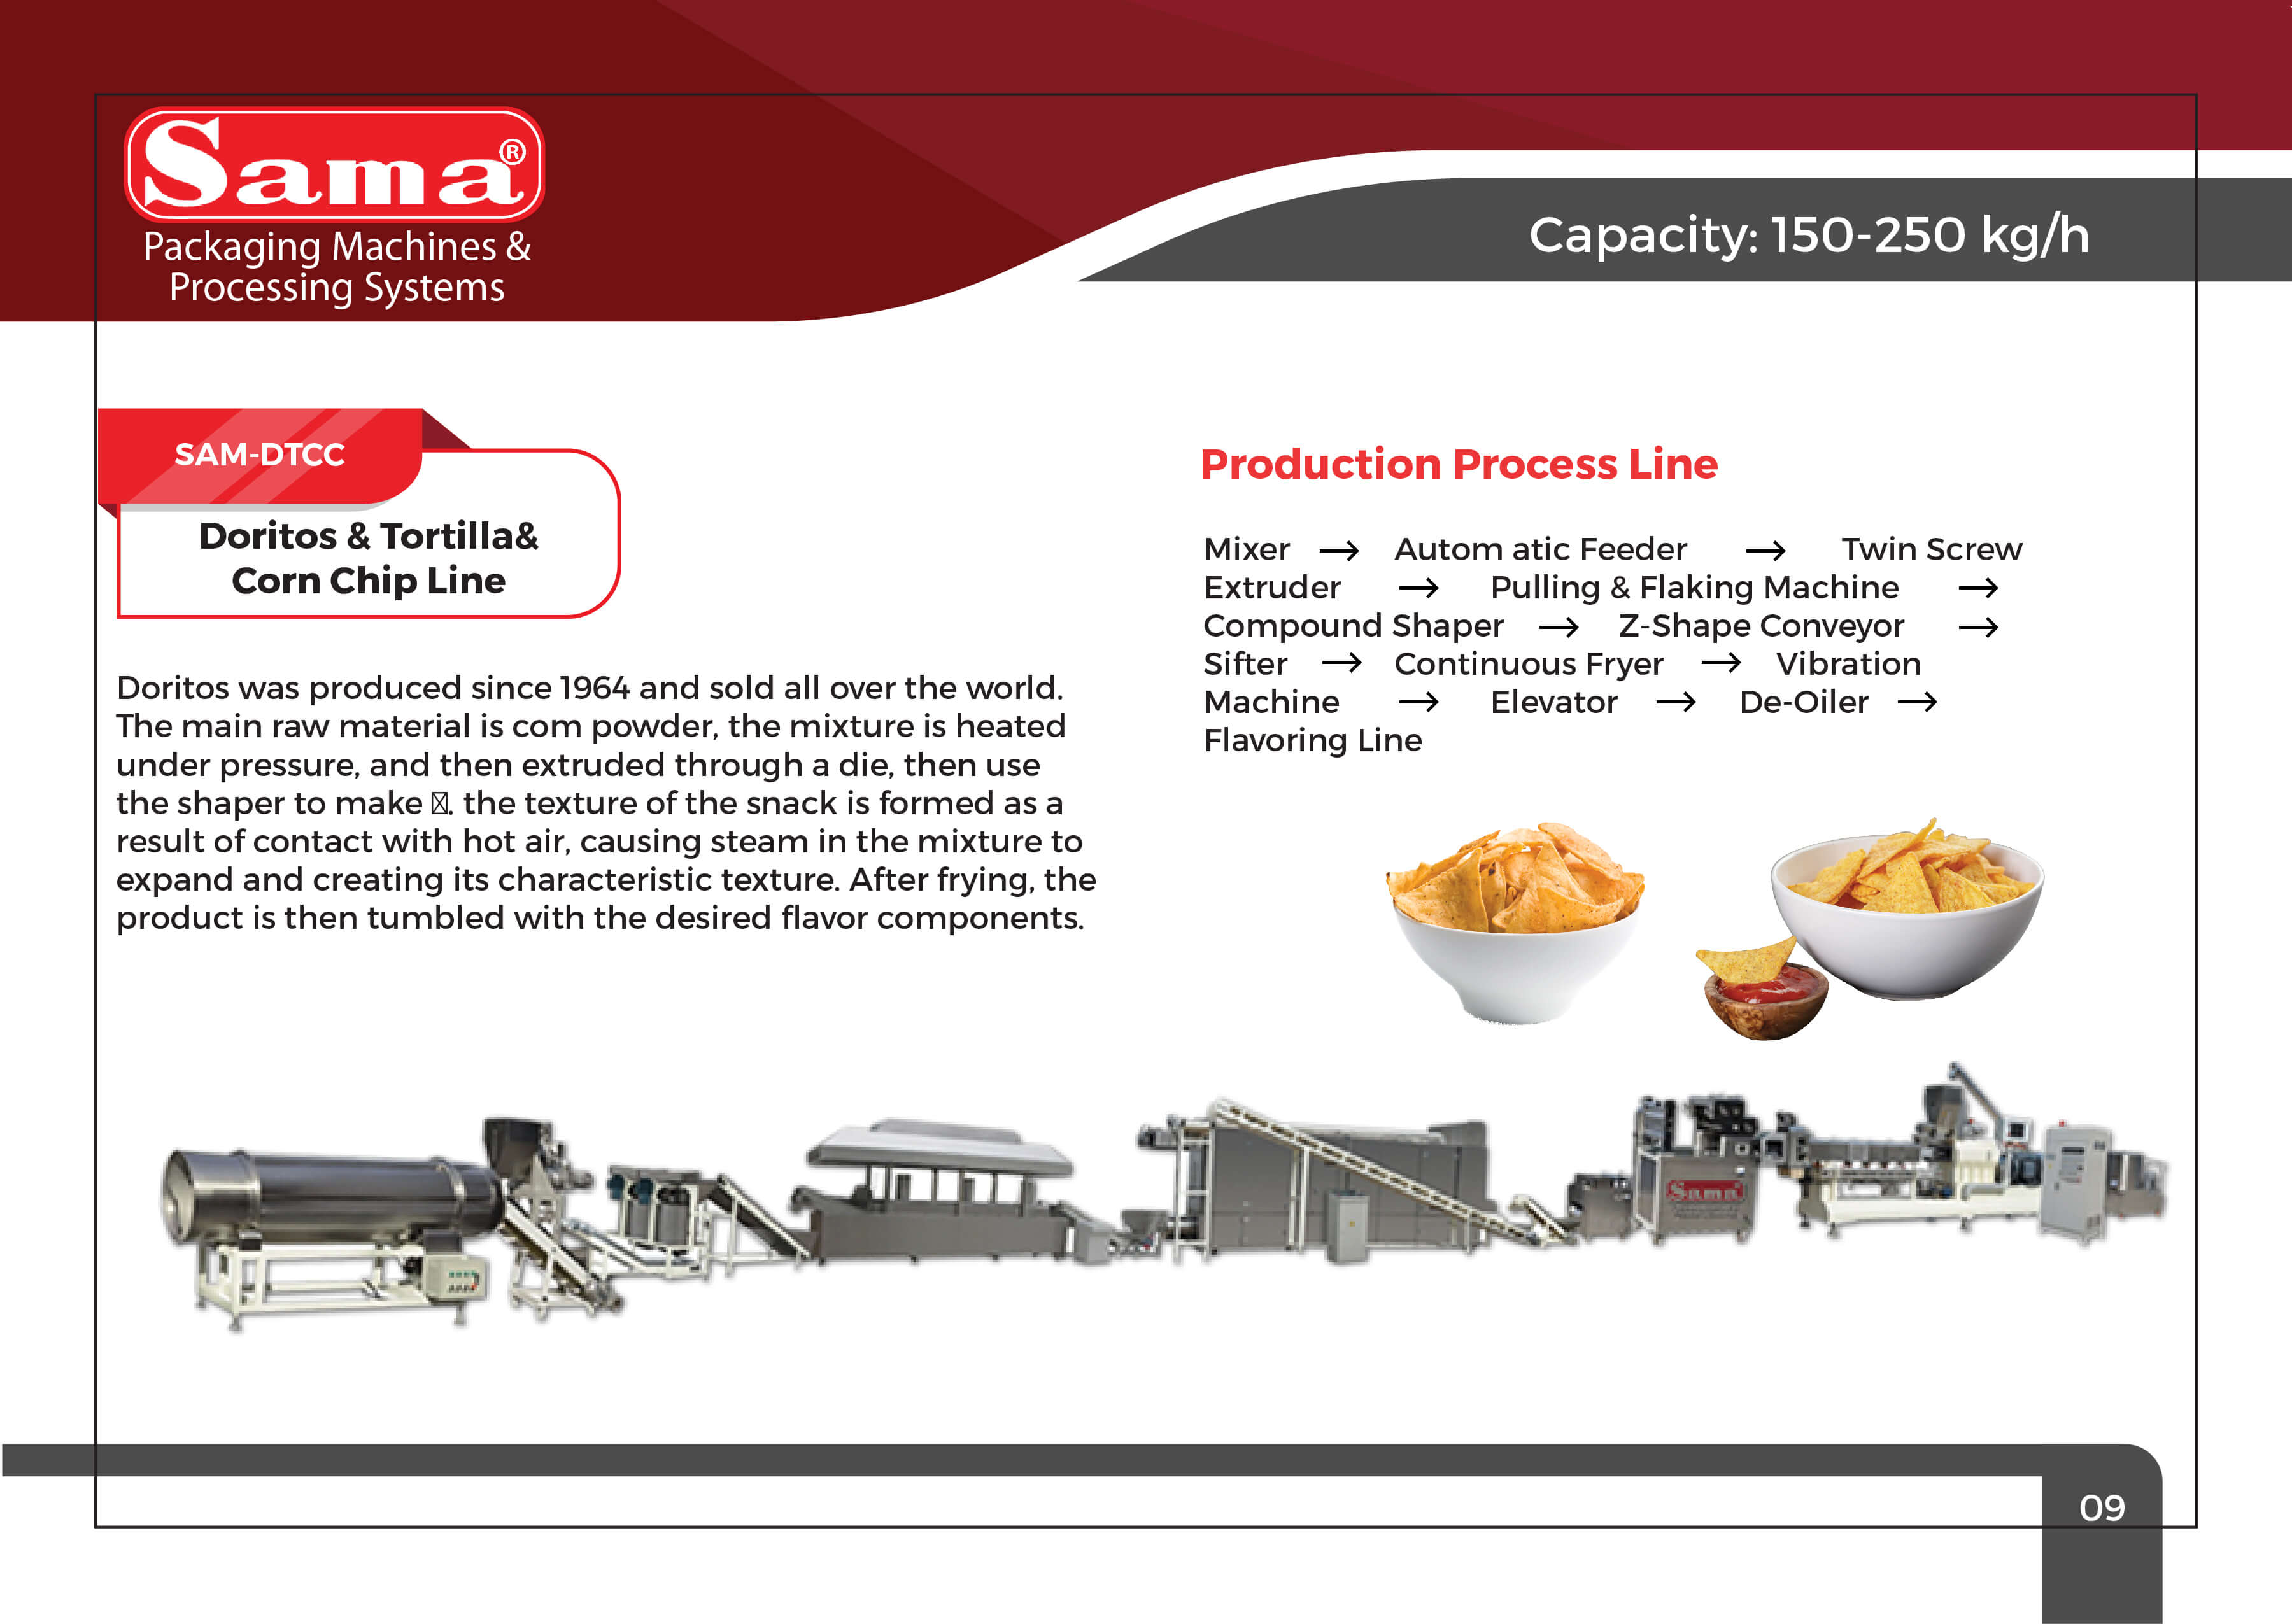 Sama®
Packaging Machines &
Processing Systems
Capacity: 150-250 kg/h
SAM-DTCC
Doritos & Tortilla&
Corn Chip Line
Doritos was produced since 1964 and sold all over the world.
The main raw material is com powder, the mixture is heated
under pressure, and then extruded through a die, then use
the shaper to make . the texture of the snack is formed as a
result of contact with hot air, causing steam in the mixture to
expand and creating its characteristic texture. After frying, the
product is then tumbled with the desired flavor components.
Production Process Line
Mixer → Autom atic Feeder → Twin Screw
Extruder → Pulling & Flaking Machine →
Compound Shaper → Z-Shape Conveyor →
Sifter → Continuous Fryer → Vibration
Machine → Elevator → De-Oiler →
Flavoring Line
Sama
09